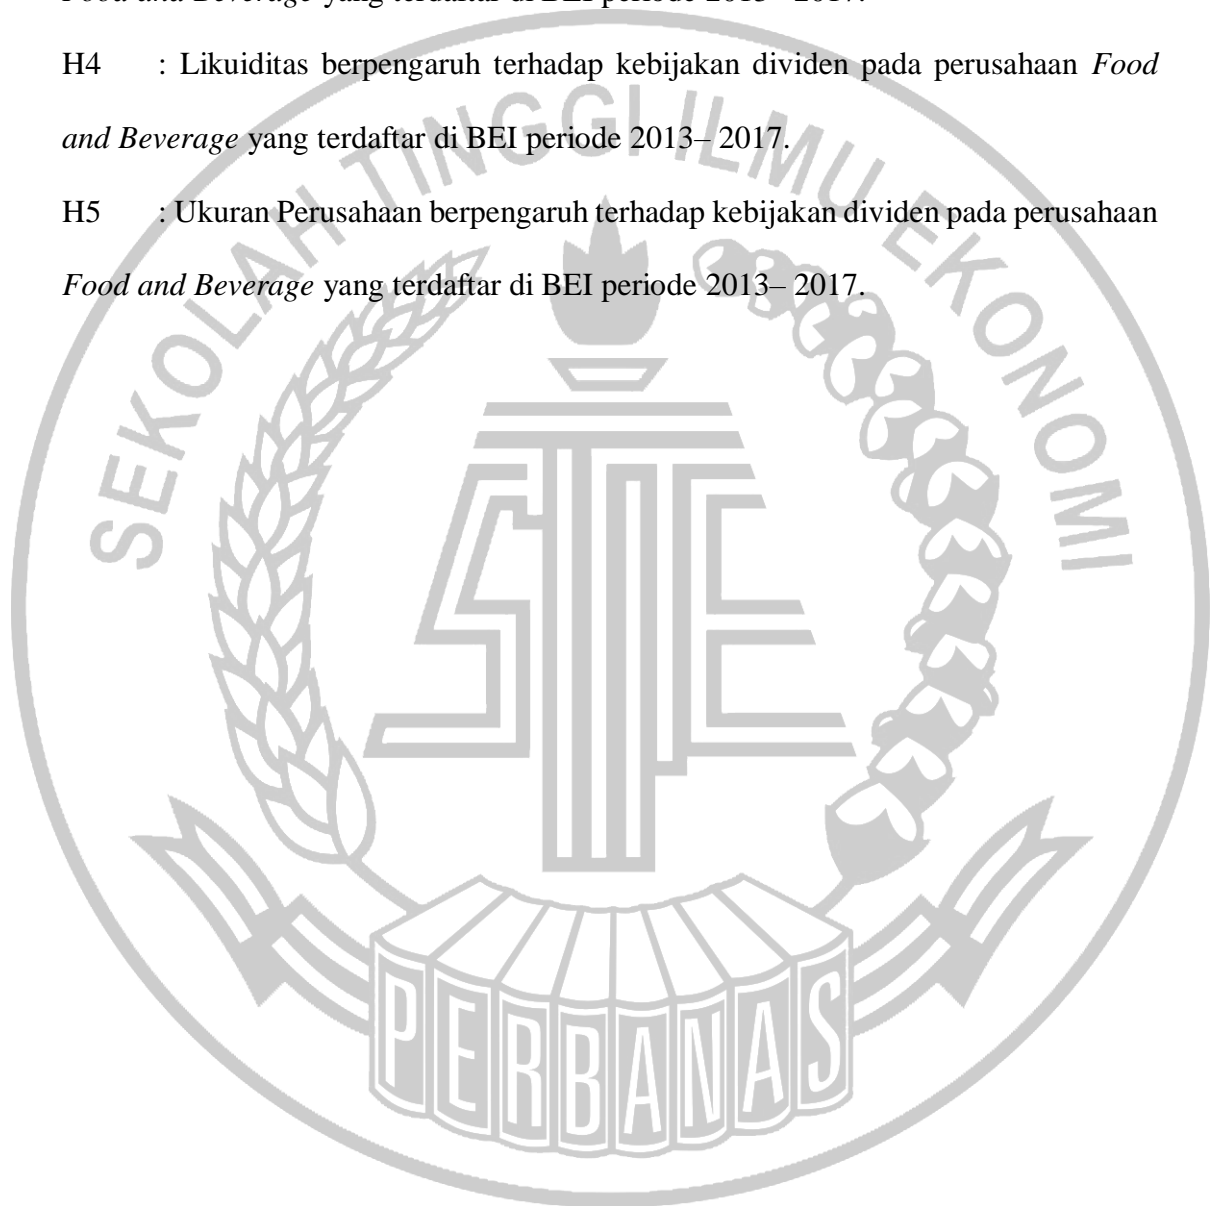 Food and Beverage yang terdaftar di BEI periode 2013– 2017.
H4 : Likuiditas berpengaruh terhadap kebijakan dividen pada perusahaan Food
and Beverage yang terdaftar di BEI periode 2013– 2017.
H5 : Ukuran Perusahaan berpengaruh terhadap kebijakan dividen pada perusahaan
Food and Beverage yang terdaftar di BEI periode 2013– 2017.
SEKOLAH TINGGI ILMU EKONOMI
STIE
PERBANAS